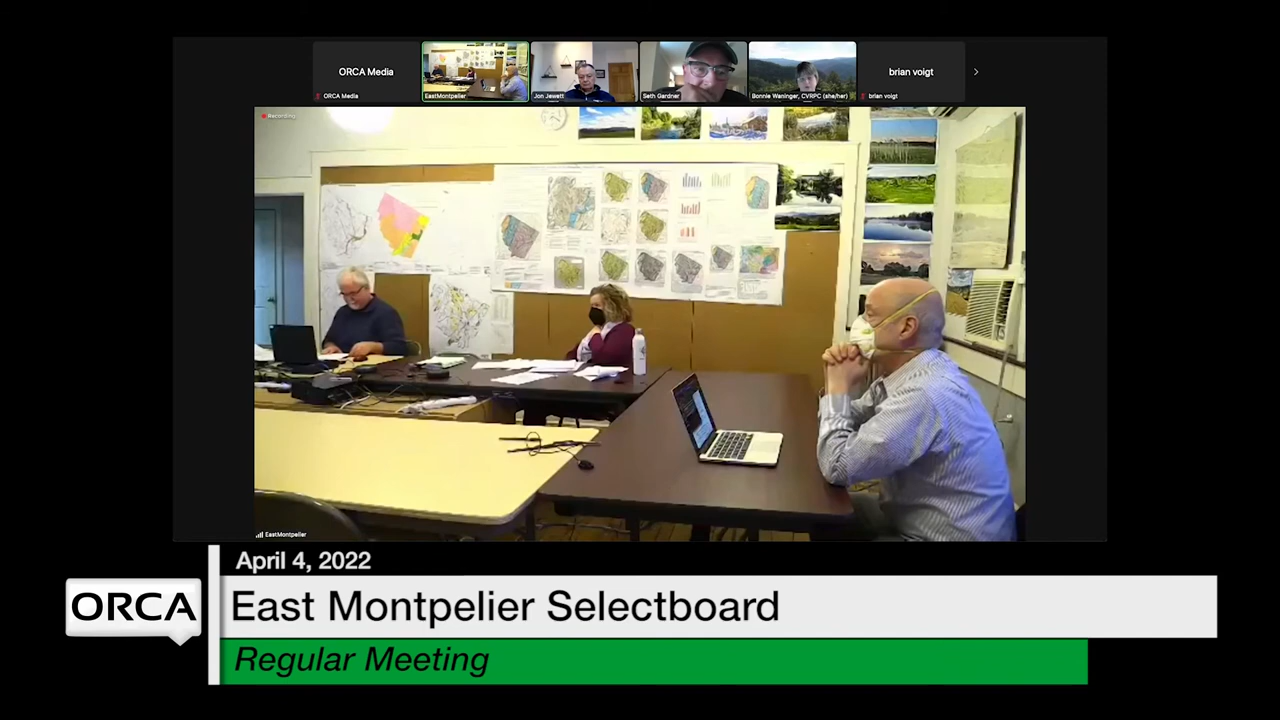 ORCA Media
brian voigt
ORCA Media
EastMontpelier
Jon Jewett
Seth Gardner
Bonnie Waninger, CVRPC (she/her)
brian voigt
Recording
EastMontpelier
April 4, 2022
ORCA
East Montpelier Selectboard
Regular Meeting